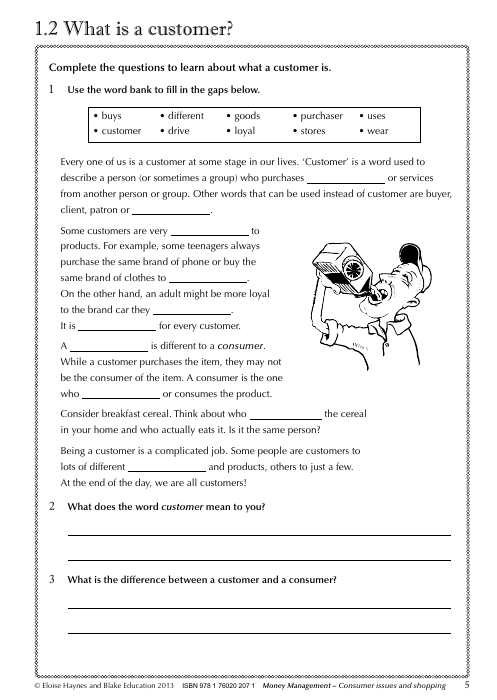 1.2 What is a customer?
Complete the questions to learn about what a customer is.
1 Use the word bank to fill in the gaps below.
• buys • different • goods • purchaser • uses
• customer • drive • loyal • stores • wear
Every one of us is a customer at some stage in our lives. ‘Customer’ is a word used to
describe a person (or sometimes a group) who purchases ______________ or services
from another person or group. Other words that can be used instead of customer are buyer,
client, patron or ______________.
Some customers are very ______________ to
products. For example, some teenagers always
purchase the same brand of phone or buy the
same brand of clothes to ______________.
On the other hand, an adult might be more loyal
to the brand car they ______________.
It is ______________ for every customer.
A ______________ is different to a consumer.
While a customer purchases the item, they may not
be the consumer of the item. A consumer is the one
who ______________ or consumes the product.
Consider breakfast cereal. Think about who ______________ the cereal
in your home and who actually eats it. Is it the same person?
Being a customer is a complicated job. Some people are customers to
lots of different ______________ and products, others to just a few.
At the end of the day, we are all customers!
2 What does the word customer mean to you?
3 What is the difference between a customer and a consumer?
© Eloise Haynes and Blake Education 2013 ISBN 978 1 76020 207 1 Money Management – Consumer issues and shopping 5